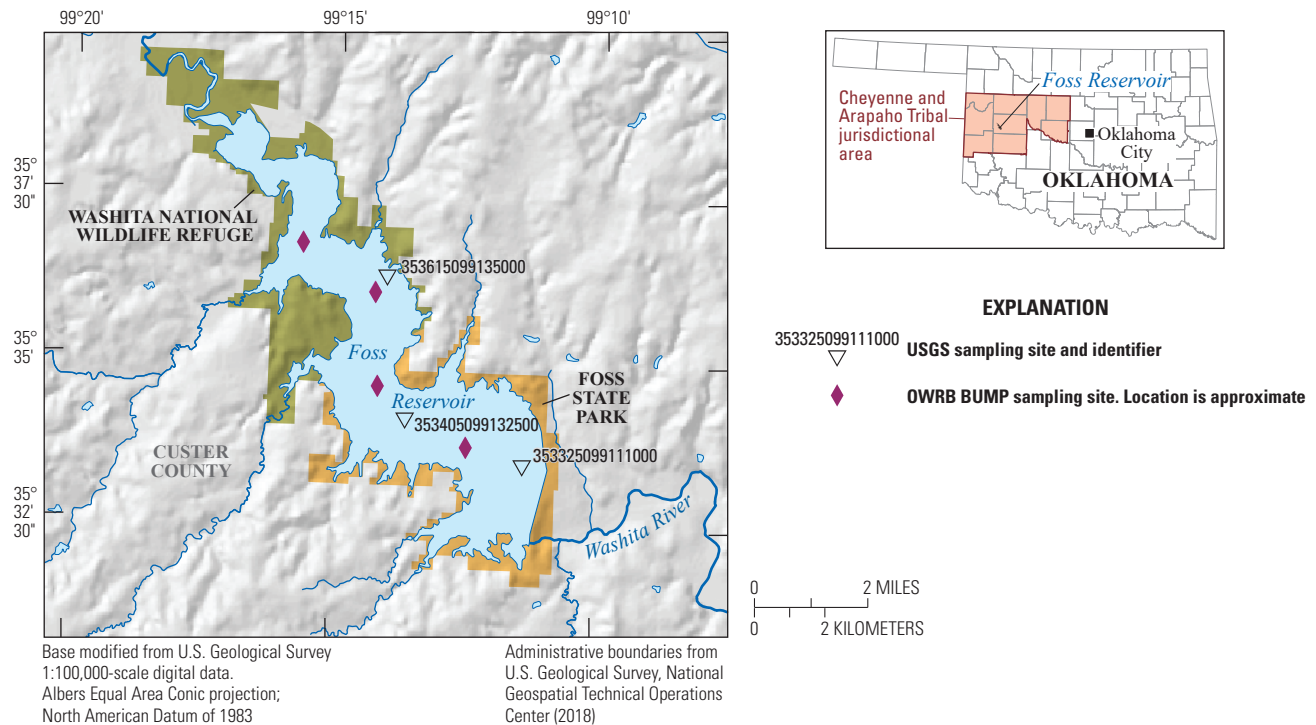 99°20'
99°15'
99°10'
35°
37'
30"
35°
35'
35°
32'
30"
WASHITA NATIONAL
WILDLIFE REFUGE
353615099135000
Foss
Reservoir
FOSS
STATE
PARK
353405099132500
353325099111000
CUSTER
COUNTY
Washita River
Base modified from U.S. Geological Survey
1:100,000-scale digital data.
Albers Equal Area Conic projection;
North American Datum of 1983
Administrative boundaries from
U.S. Geological Survey, National
Geospatial Technical Operations
Center (2018)
Foss Reservoir
Cheyenne and
Arapaho Tribal
jurisdictional
area
Oklahoma
City
OKLAHOMA
EXPLANATION
353325099111000
USGS sampling site and identifier
OWRB BUMP sampling site. Location is approximate
0 2 MILES
0 2 KILOMETERS